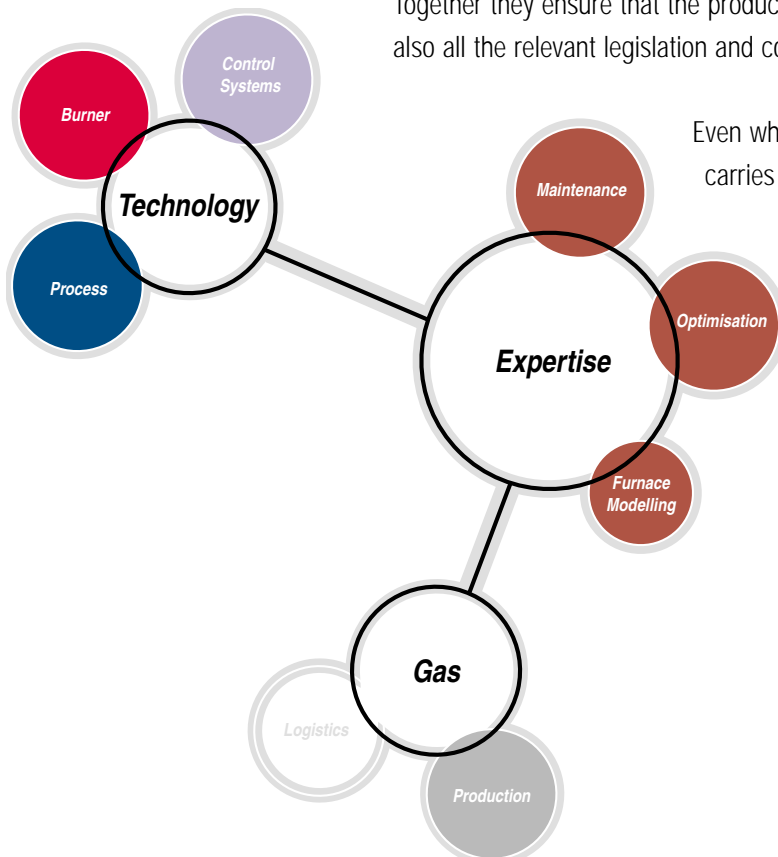 Together they ensure that the produc
also all the relevant legislation and co
Control
Systems
Burner
Even wh
carries
Technology
Maintenance
Process
Optimisation
Expertise
Furnace
Modelling
Gas
Logistics
Production